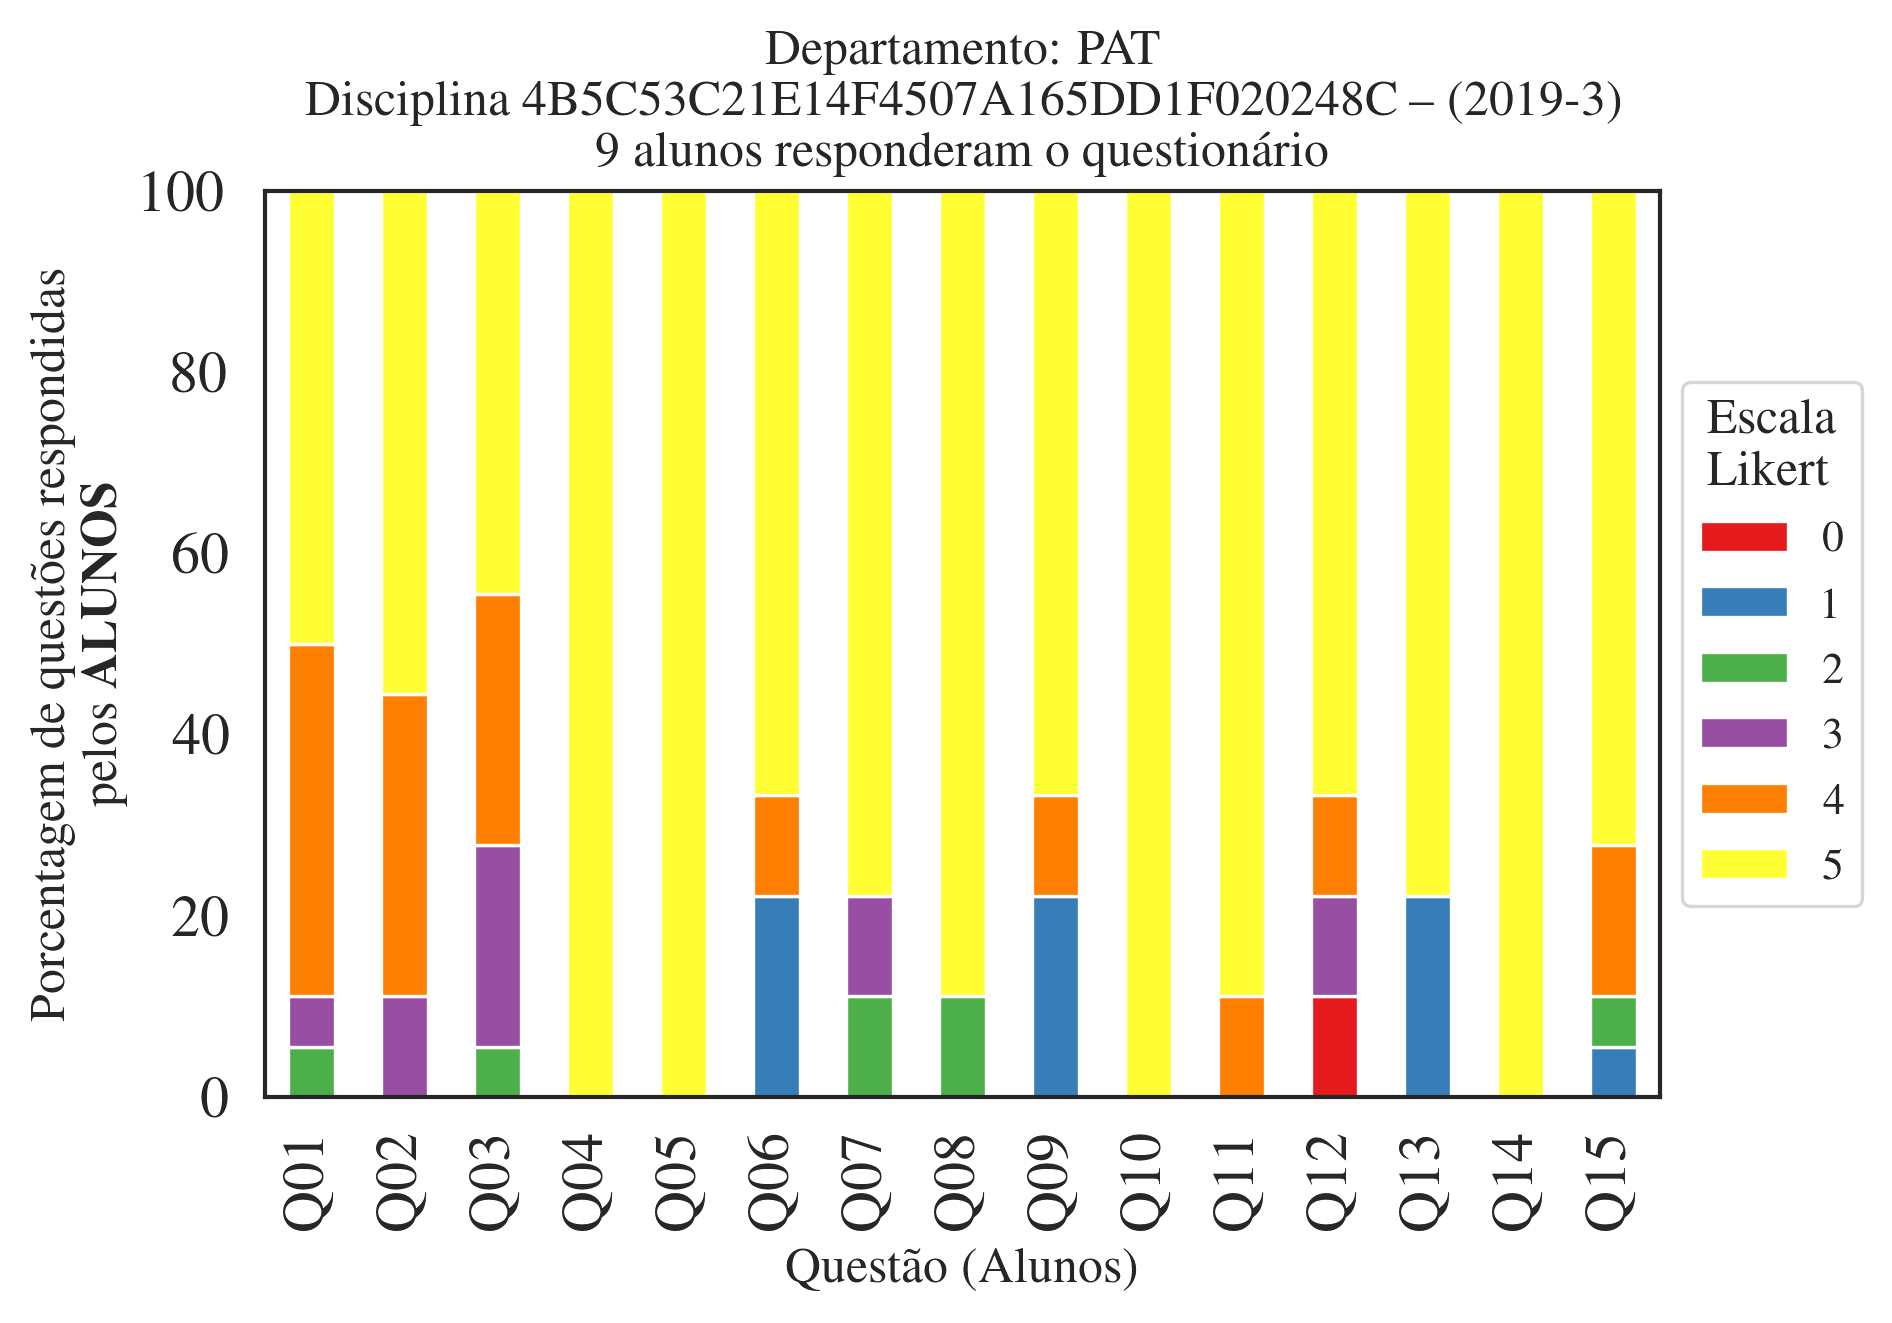 Departamento: PAT
Disciplina 4B5C53C21E14F4507A165DD1F020248C – (2019-3)
9 alunos responderam o questionário
Porcentagem de questões respondidas
pelos ALUNOS
100
80
60
40
20
0
Q01
Q02
Q03
Q04
Q05
Q06
Q07
Q08
Q09
Q10
Q11
Q12
Q13
Q14
Q15
Questão (Alunos)
Escala
Likert
0
1
2
3
4
5